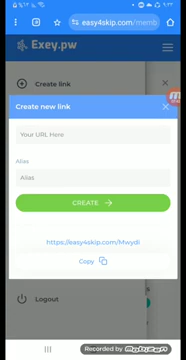 easy4skip.com/memb
Exey.pw
Create link
Create new link
Your URL Here
Alias
Alias
CREATE
https://easy4skip.com/Mwydi
Copy
Logout
Recorded by
Mobizen